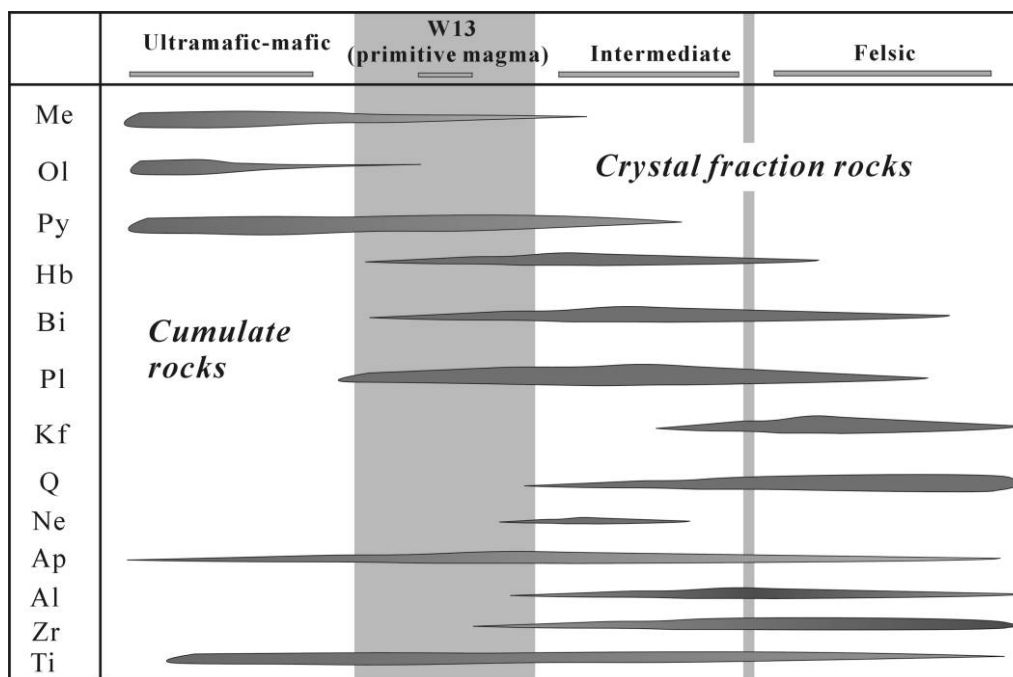 Ultramafic-mafic
W13
(primitive magma)
Intermediate
Felsic
Me
Ol
Crystal fraction rocks
Py
Hb
Bi
Cumulate
rocks
Pl
Kf
Q
Ne
Ap
Al
Zr
Ti